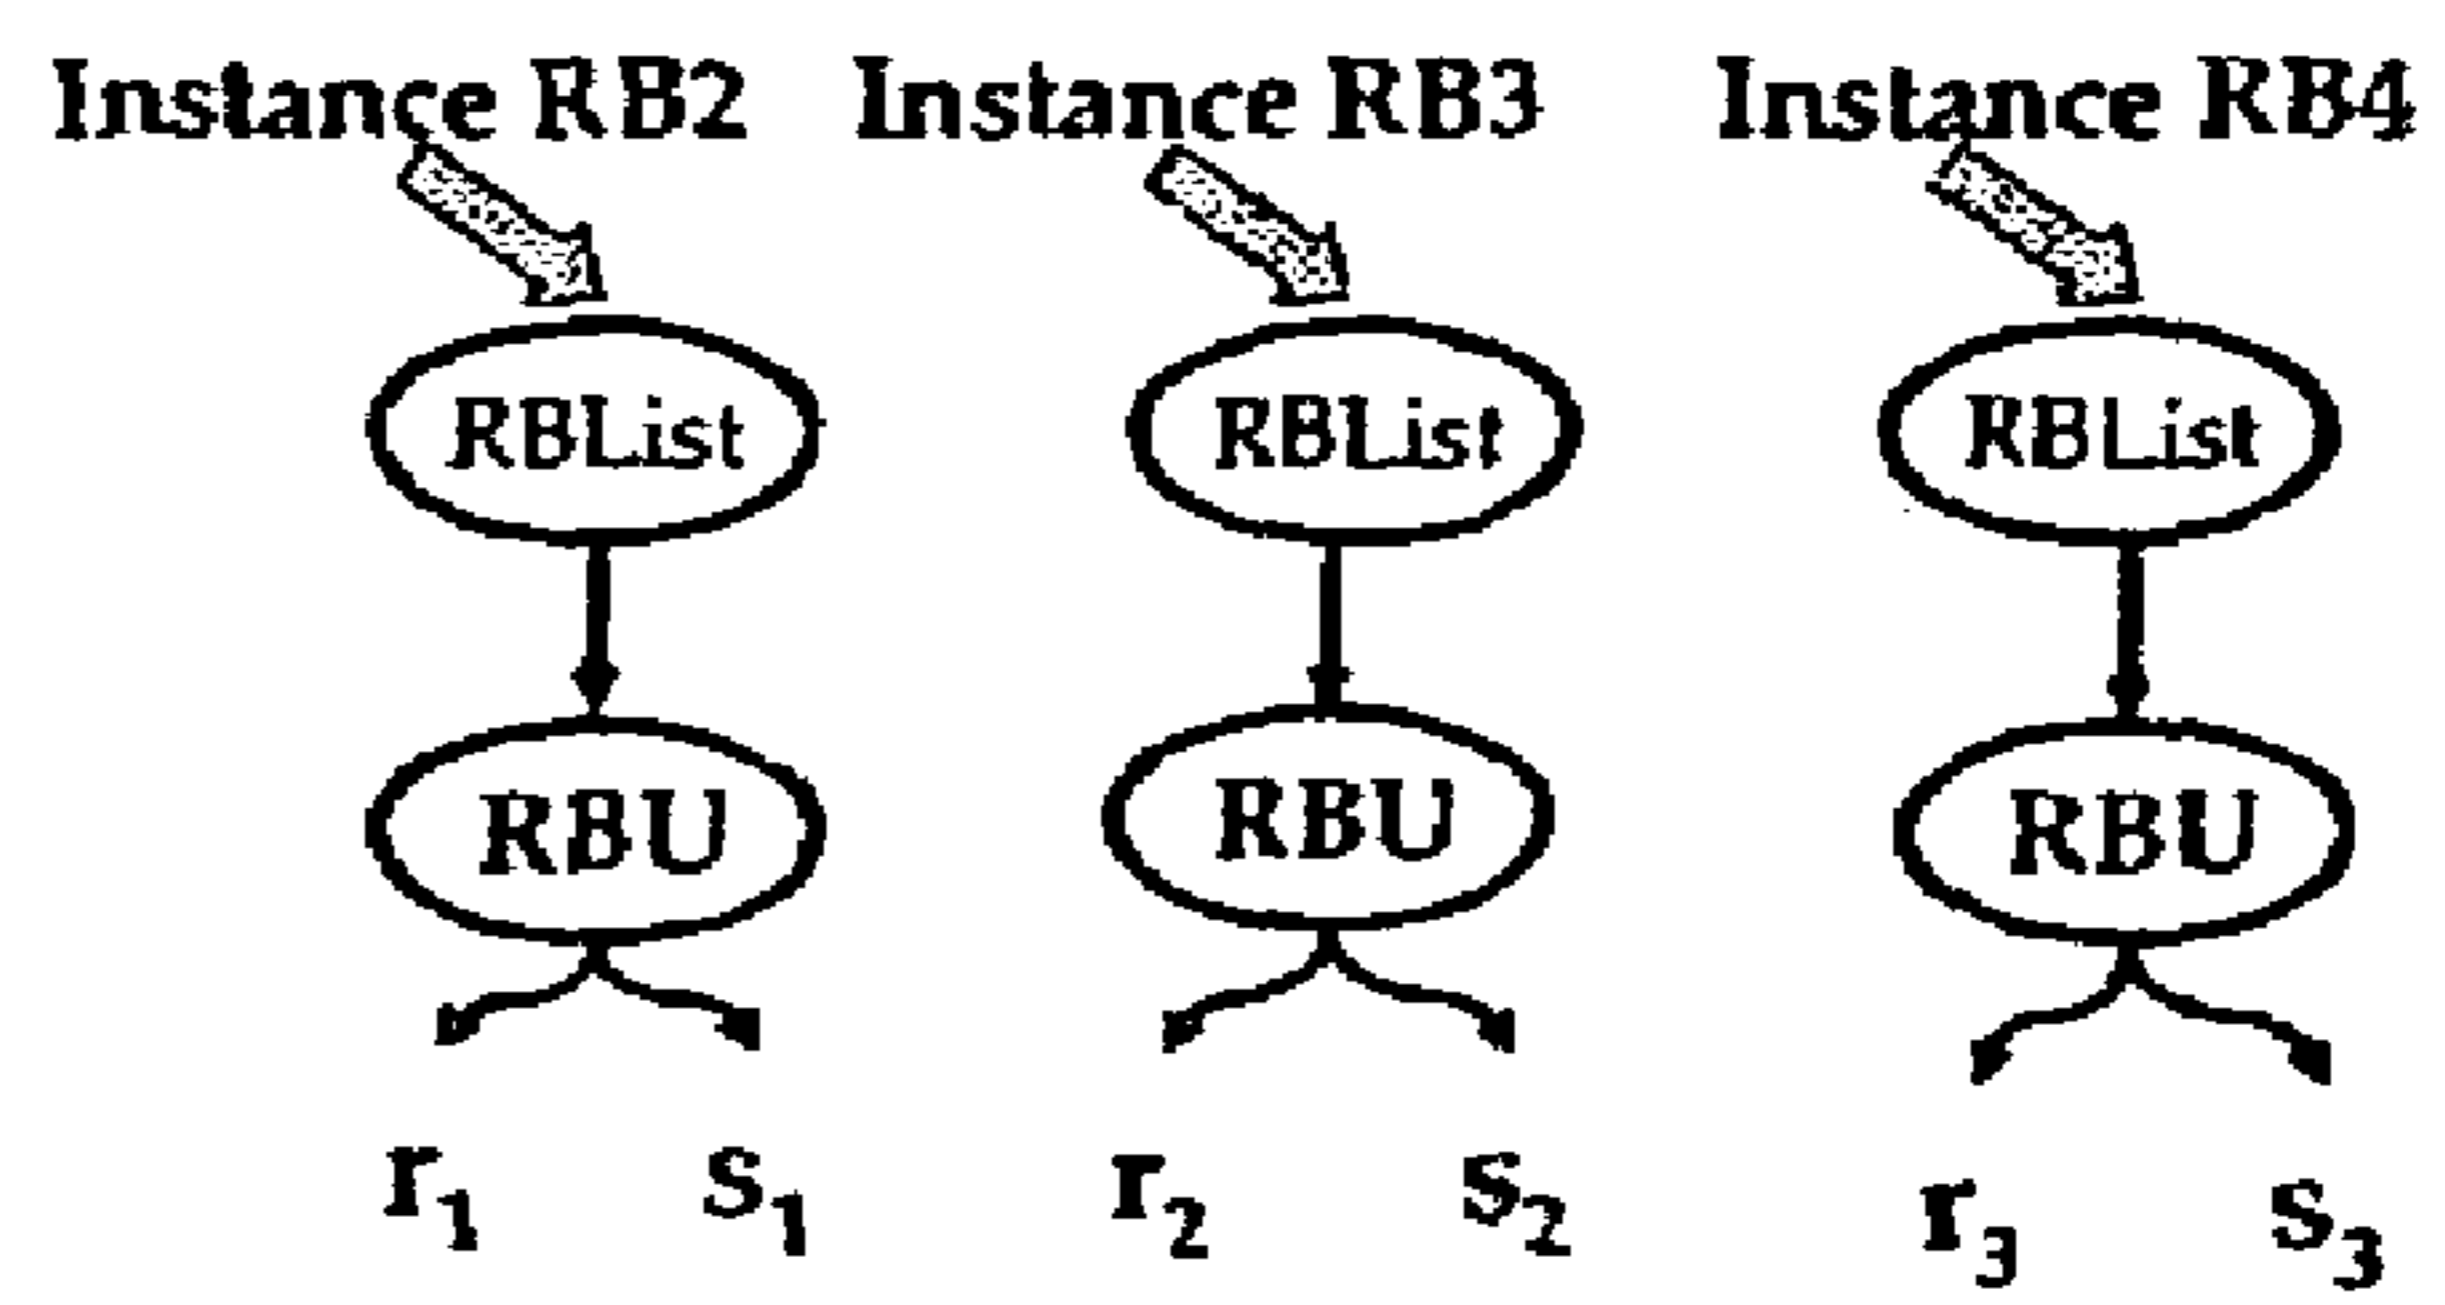 Instance RB2 Instance RB3 Instance RB4
RBList RBList RBList
RBU RBU RBU
r1 s1 r2 s2 r3 s3